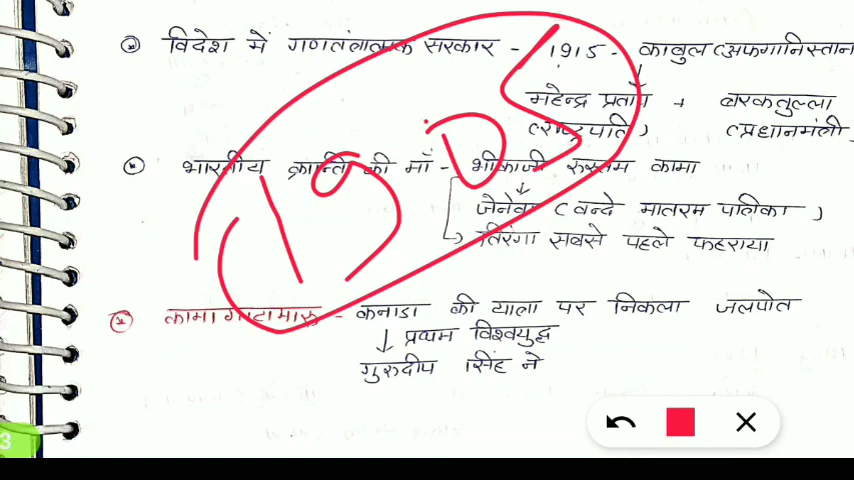 विदेश में गणतंत्रात्मक सरकार - 1915 - काबुल (अफगानिस्तान
महेन्द्र प्रताप + बरकतुल्ला
(राष्ट्रपति) (प्रधानमंत्री)
भारतीय क्रान्ति की माँ - भीकाजी रुस्तम कामा
जेनेवा (वन्दे मातरम पत्रिका)
तिरंगा सबसे पहले फहराया
कामागाटामारु - कनाडा की यात्रा पर निकला जलपोत
प्रथम विश्वयुद्ध
गुरुदीप सिंह ने
3